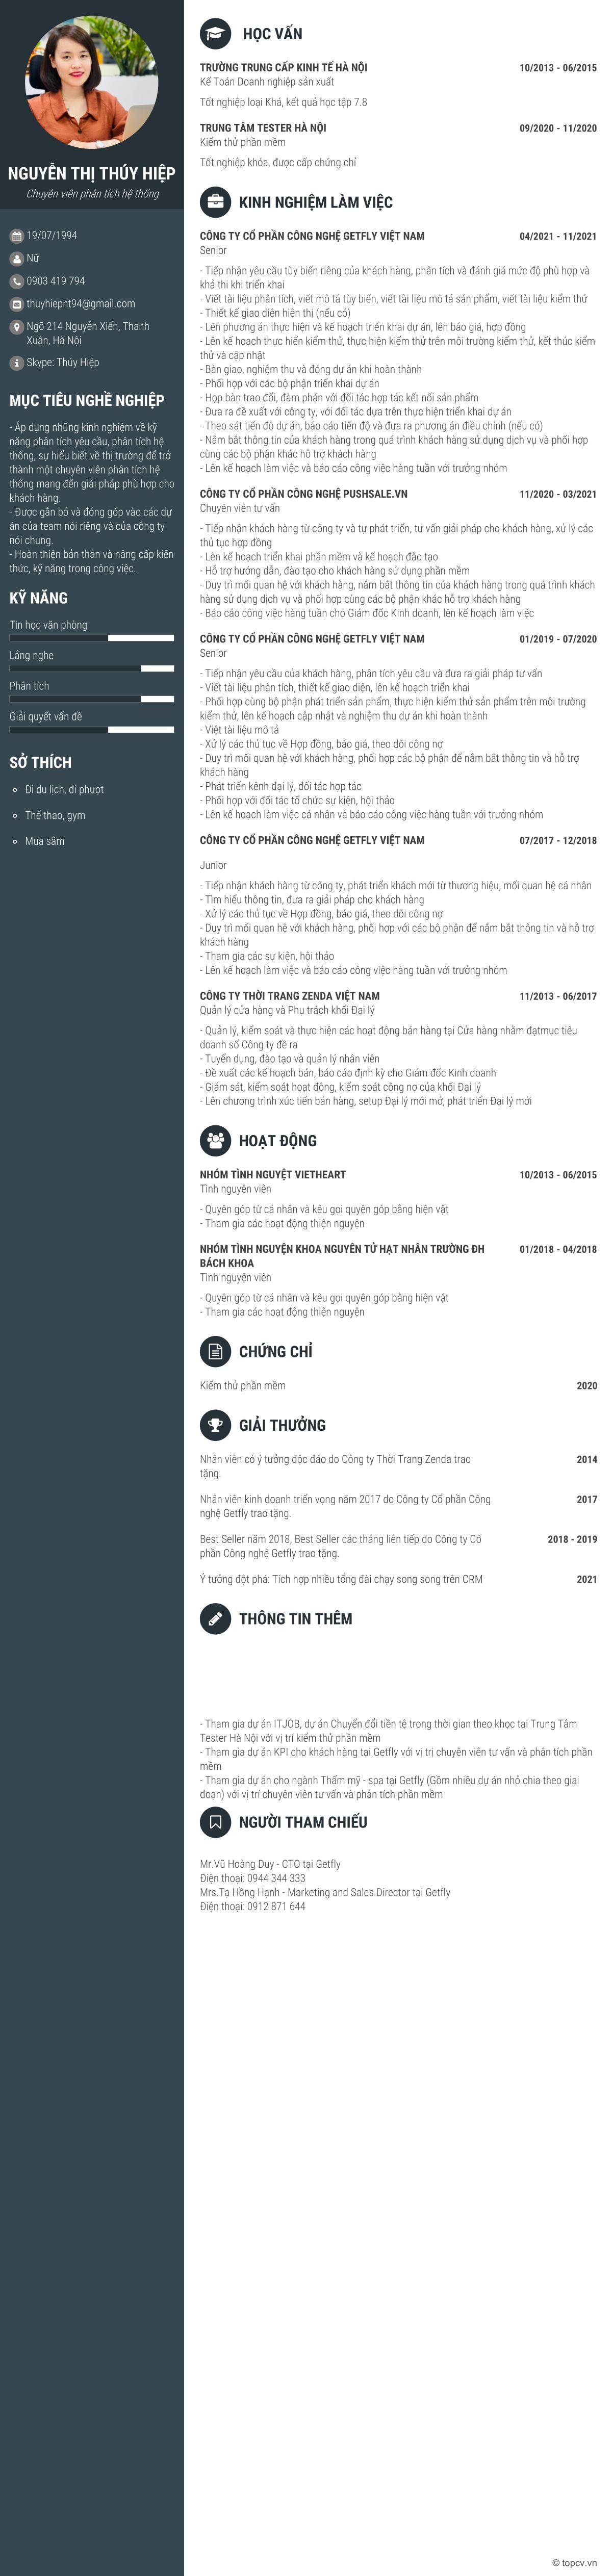 NGUYỄN THỊ THÚY HIỆP
Chuyên viên phân tích hệ thống
19/07/1994
Nữ
0903 419 794
thuyhiepnt94@gmail.com
Ngõ 214 Nguyễn Xiển, Thanh
Xuân, Hà Nội
Skype: Thúy Hiệp
MỤC TIÊU NGHỀ NGHIỆP
- Áp dụng những kinh nghiệm về kỹ
năng phân tích yêu cầu, phân tích hệ
thống, sự hiểu biết về thị trường để trở
thành một chuyên viên phân tích hệ
thống mang đến giải pháp phù hợp cho
khách hàng.
- Được gắn bó và đóng góp vào các dự
án của team nói riêng và của công ty
nói chung.
- Hoàn thiện bản thân và nâng cấp kiến
thức, kỹ năng trong công việc.
KỸ NĂNG
Tin học văn phòng
Lắng nghe
Phân tích
Giải quyết vấn đề
SỞ THÍCH
Đi du lịch, đi phượt
Thể thao, gym
Mua sắm
HỌC VẤN
TRƯỜNG TRUNG CẤP KINH TẾ HÀ NỘI 10/2013 - 06/2015
Kế Toán Doanh nghiệp sản xuất
Tốt nghiệp loại Khá, kết quả học tập 7.8
TRUNG TÂM TESTER HÀ NỘI 09/2020 - 11/2020
Kiểm thử phần mềm
Tốt nghiệp khóa, được cấp chứng chỉ
KINH NGHIỆM LÀM VIỆC
CÔNG TY CỔ PHẦN CÔNG NGHỆ GETFLY VIỆT NAM 04/2021 - 11/2021
Senior
- Tiếp nhận yêu cầu tùy biến riêng của khách hàng, phân tích và đánh giá mức độ phù hợp và
khả thi khi triển khai
- Viết tài liệu phân tích, viết mô tả tùy biến, viết tài liệu mô tả sản phẩm, viết tài liệu kiểm thử
- Thiết kế giao diện hiện thị (nếu có)
- Lên phương án thực hiện và kế hoạch triển khai dự án, lên báo giá, hợp đồng
- Lên kế hoạch thực hiển kiểm thử, thực hiện kiểm thử trên môi trường kiểm thử, kết thúc kiểm
thử và cập nhật
- Bàn giao, nghiệm thu và đóng dự án khi hoàn thành
- Phối hợp với các bộ phận triển khai dự án
- Họp bàn trao đổi, đàm phán với đối tác hợp tác kết nối sản phẩm
- Đưa ra đề xuất với công ty, với đối tác dựa trên thực hiện triển khai dự án
- Theo sát tiến độ dự án, báo cáo tiến độ và đưa ra phương án điều chỉnh (nếu có)
- Nắm bắt thông tin của khách hàng trong quá trình khách hàng sử dụng dịch vụ và phối hợp
cùng các bộ phận khác hỗ trợ khách hàng
- Lên kế hoạch làm việc và báo cáo công việc hàng tuần với trưởng nhóm
CÔNG TY CỔ PHẦN CÔNG NGHỆ PUSHSALE.VN 11/2020 - 03/2021
Chuyên viên tư vấn
- Tiếp nhận khách hàng từ công ty và tự phát triển, tư vấn giải pháp cho khách hàng, xử lý các
thủ tục hợp đồng
- Lên kế hoạch triển khai phần mềm và kế hoạch đào tạo
- Hỗ trợ hướng dẫn, đào tạo cho khách hàng sử dụng phần mềm
- Duy trì mối quan hệ với khách hàng, nắm bắt thông tin của khách hàng trong quá trình khách
hàng sử dụng dịch vụ và phối hợp cùng các bộ phận khác hỗ trợ khách hàng
- Báo cáo công việc hàng tuần cho Giám đốc Kinh doanh, lên kế hoạch làm việc
CÔNG TY CỔ PHẦN CÔNG NGHỆ GETFLY VIỆT NAM 01/2019 - 07/2020
Senior
- Tiếp nhận yêu cầu của khách hàng, phân tích yêu cầu và đưa ra giải pháp tư vấn
- Viết tài liệu phân tích, thiết kế giao diện, lên kế hoạch triển khai
- Phối hợp cùng bộ phận phát triển sản phẩm, thực hiện kiểm thử sản phẩm trên môi trường
kiểm thử, lên kế hoạch cập nhật và nghiệm thu dự án khi hoàn thành
- Việt tài liệu mô tả
- Xử lý các thủ tục về Hợp đồng, báo giá, theo dõi công nợ
- Duy trì mối quan hệ với khách hàng, phối hợp các bộ phận để nắm bắt thông tin và hỗ trợ
khách hàng
- Phát triển kênh đại lý, đối tác hợp tác
- Phối hợp với đối tác tổ chức sự kiện, hội thảo
- Lên kế hoạch làm việc cá nhân và báo cáo công việc hàng tuần với trưởng nhóm
CÔNG TY CỔ PHẦN CÔNG NGHỆ GETFLY VIỆT NAM 07/2017 - 12/2018
Junior
- Tiếp nhận khách hàng từ công ty, phát triển khách mới từ thương hiệu, mối quan hệ cá nhân
- Tìm hiểu thông tin, đưa ra giải pháp cho khách hàng
- Xử lý các thủ tục về Hợp đồng, báo giá, theo dõi công nợ
- Duy trì mối quan hệ với khách hàng, phối hợp với các bộ phận để nắm bắt thông tin và hỗ trợ
khách hàng
- Tham gia các sự kiện, hội thảo
- Lên kế hoạch làm việc và báo cáo công việc hàng tuần với trưởng nhóm
CÔNG TY THỜI TRANG ZENDA VIỆT NAM 11/2013 - 06/2017
Quản lý cửa hàng và Phụ trách khối Đại lý
- Quản lý, kiểm soát và thực hiện các hoạt động bán hàng tại Cửa hàng nhằm đạtmục tiêu
doanh số Công ty đề ra
- Tuyển dụng, đào tạo và quản lý nhân viên
- Đề xuất các kế hoạch bán, báo cáo định kỳ cho Giám đốc Kinh doanh
- Giám sát, kiểm soát hoạt động, kiểm soát công nợ của khối Đại lý
- Lên chương trình xúc tiến bán hàng, setup Đại lý mới mở, phát triển Đại lý mới
HOẠT ĐỘNG
NHÓM TÌNH NGUYỆT VIETHEART 10/2013 - 06/2015
Tình nguyện viên
- Quyên góp từ cá nhân và kêu gọi quyên góp bằng hiện vật
- Tham gia các hoạt động thiện nguyện
NHÓM TÌNH NGUYỆN KHOA NGUYÊN TỬ HẠT NHÂN TRƯỜNG ĐH 01/2018 - 04/2018
BÁCH KHOA
Tình nguyện viên
- Quyên góp từ cá nhân và kêu gọi quyên góp bằng hiện vật
- Tham gia các hoạt động thiện nguyện
CHỨNG CHỈ
Kiểm thử phần mềm 2020
GIẢI THƯỞNG
Nhân viên có ý tưởng độc đáo do Công ty Thời Trang Zenda trao 2014
tặng.
Nhân viên kinh doanh triển vọng năm 2017 do Công ty Cổ phần Công 2017
nghệ Getfly trao tặng.
Best Seller năm 2018, Best Seller các tháng liên tiếp do Công ty Cổ 2018 - 2019
phần Công nghệ Getfly trao tặng.
Ý tưởng đột phá: Tích hợp nhiều tổng đài chạy song song trên CRM 2021
THÔNG TIN THÊM
- Tham gia dự án ITJOB, dự án Chuyển đổi tiền tệ trong thời gian theo khọc tại Trung Tâm
Tester Hà Nội với vị trí kiểm thử phần mềm
- Tham gia dự án KPI cho khách hàng tại Getfly với vị trị chuyên viên tư vấn và phân tích phần
mềm
- Tham gia dự án cho ngành Thẩm mỹ - spa tại Getfly (Gồm nhiều dự án nhỏ chia theo giai
đoạn) với vị trí chuyên viên tư vấn và phân tích phần mềm
NGƯỜI THAM CHIẾU
Mr.Vũ Hoàng Duy - CTO tại Getfly
Điện thoại: 0944 344 333
Mrs.Tạ Hồng Hạnh - Marketing and Sales Director tại Getfly
Điện thoại: 0912 871 644
© topcv.vn